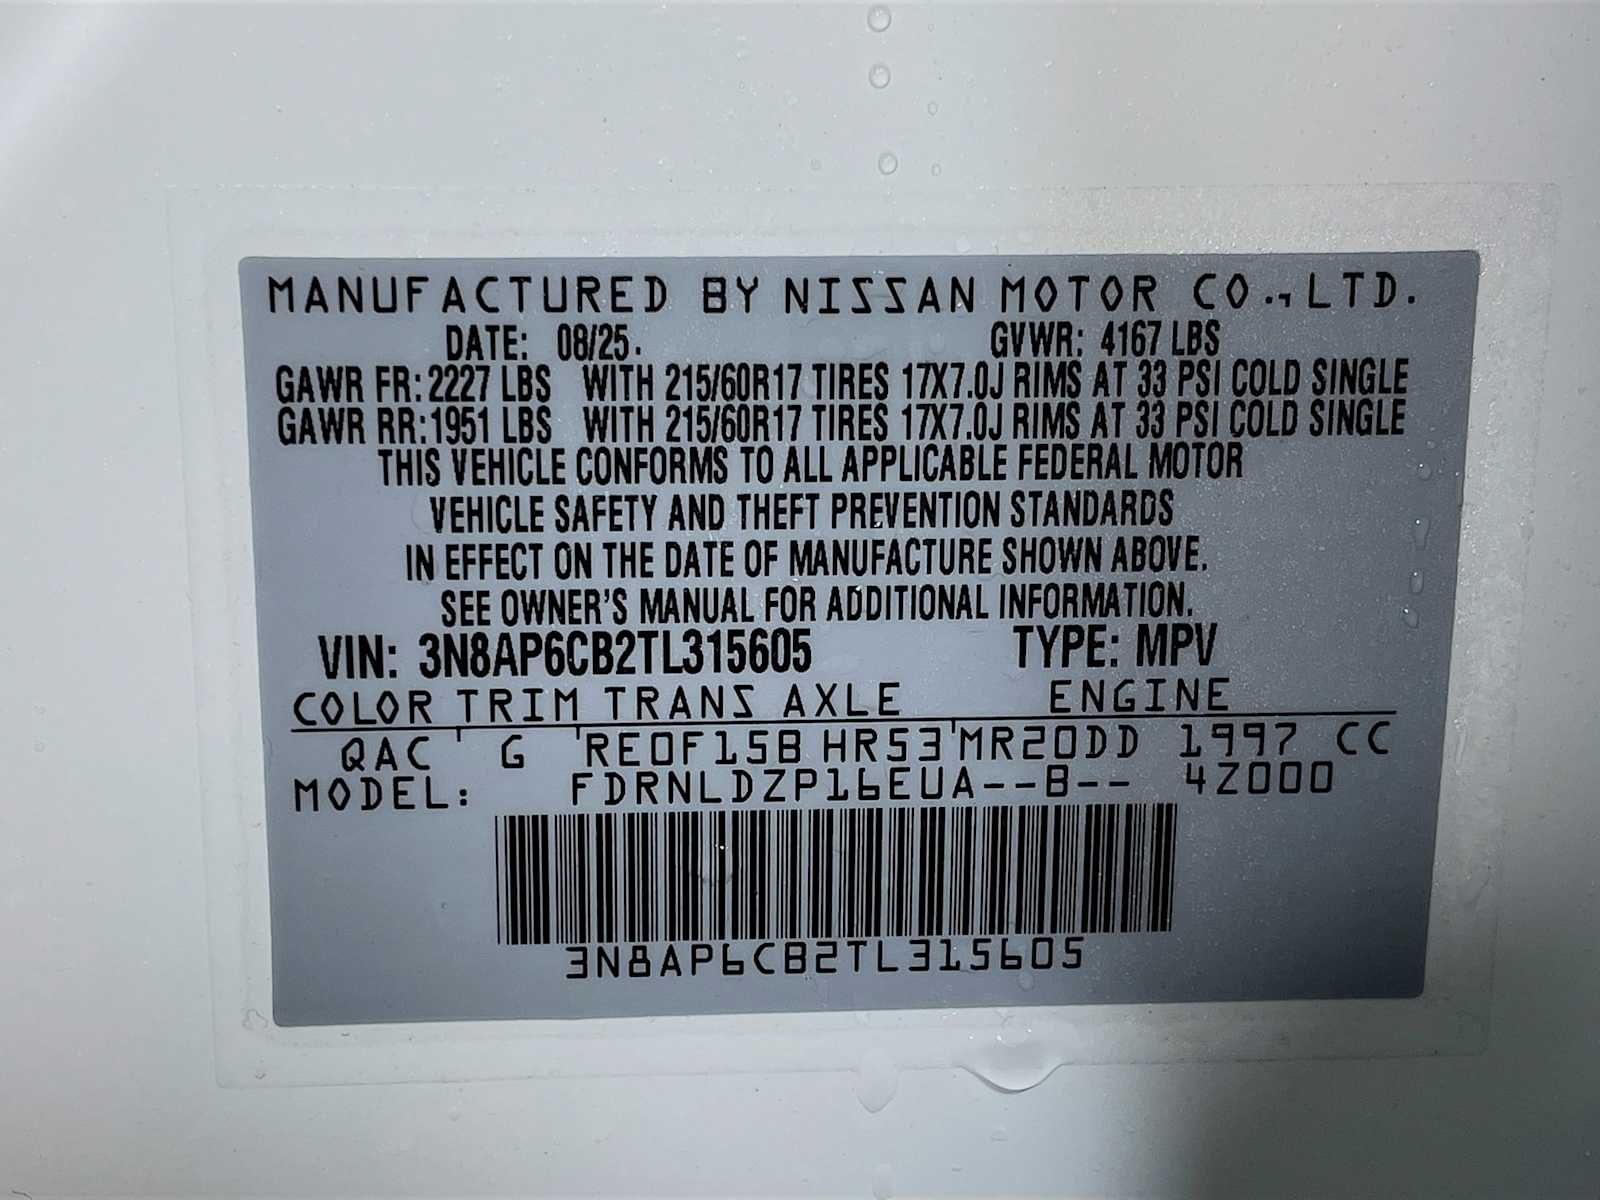 MANUFACTURED BY NISSAN MOTOR CO., LTD.
DATE: 08/25. GVWR: 4167 LBS
GAWR FR: 2227 LBS WITH 215/60R17 TIRES 17X7.0J RIMS AT 33 PSI COLD SINGLE
GAWR RR: 1951 LBS WITH 215/60R17 TIRES 17X7.0J RIMS AT 33 PSI COLD SINGLE
THIS VEHICLE CONFORMS TO ALL APPLICABLE FEDERAL MOTOR
VEHICLE SAFETY AND THEFT PREVENTION STANDARDS
IN EFFECT ON THE DATE OF MANUFACTURE SHOWN ABOVE.
SEE OWNER'S MANUAL FOR ADDITIONAL INFORMATION.
VIN: 3N8AP6CB2TL315605 TYPE: MPV
COLOR TRIM TRANS AXLE ENGINE
QAC G RE0F15B HR53 MR20DD 1997 CC
MODEL: FDRNLDZP16EUA--B-- 4Z000
3N8AP6CB2TL315605